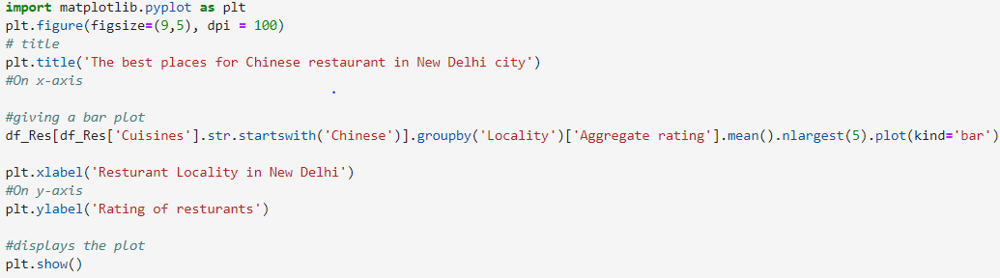 import matplotlib.pyplot as plt
plt.figure(figsize=(9,5), dpi = 100)
# title
plt.title('The best places for Chinese restaurant in New Delhi city')
#On x-axis
#giving a bar plot
df_Res[df_Res['Cuisines'].str.startswith('Chinese')].groupby('Locality')['Aggregate rating'].mean().nlargest(5).plot(kind='bar')
plt.xlabel('Resturant Locality in New Delhi')
#On y-axis
plt.ylabel('Rating of resturants')
#displays the plot
plt.show()